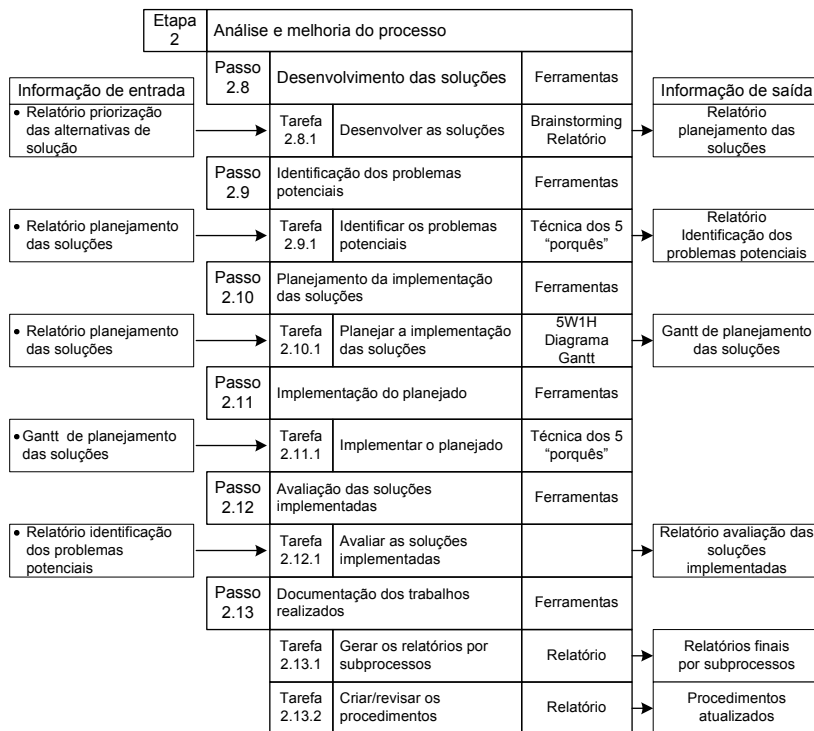 Etapa
2
Análise e melhoria do processo
Passo
2.8
Desenvolvimento das soluções
Ferramentas
Informação de entrada
Informação de saída
• Relatório priorização
das alternativas de
solução
Tarefa
2.8.1
Desenvolver as soluções
Brainstorming
Relatório
Relatório
planejamento das
soluções
Passo
2.9
Identificação dos problemas
potenciais
Ferramentas
• Relatório planejamento
das soluções
Tarefa
2.9.1
Identificar os problemas
potenciais
Técnica dos 5
“porquês”
Relatório
Identificação dos
problemas potenciais
Passo
2.10
Planejamento da implementação
das soluções
Ferramentas
• Relatório planejamento
das soluções
Tarefa
2.10.1
Planejar a implementação
das soluções
5W1H
Diagrama
Gantt
Gantt de planejamento
das soluções
Passo
2.11
Implementação do planejado
Ferramentas
• Gantt de planejamento
das soluções
Tarefa
2.11.1
Implementar o planejado
Técnica dos 5
“porquês”
Passo
2.12
Avaliação das soluções
implementadas
Ferramentas
• Relatório identificação
dos problemas
potenciais
Tarefa
2.12.1
Avaliar as soluções
implementadas
Relatório avaliação das
soluções
implementadas
Passo
2.13
Documentação dos trabalhos
realizados
Ferramentas
Tarefa
2.13.1
Gerar os relatórios por
subprocessos
Relatório
Relatórios finais
por subprocessos
Tarefa
2.13.2
Criar/revisar os
procedimentos
Relatório
Procedimentos
atualizados